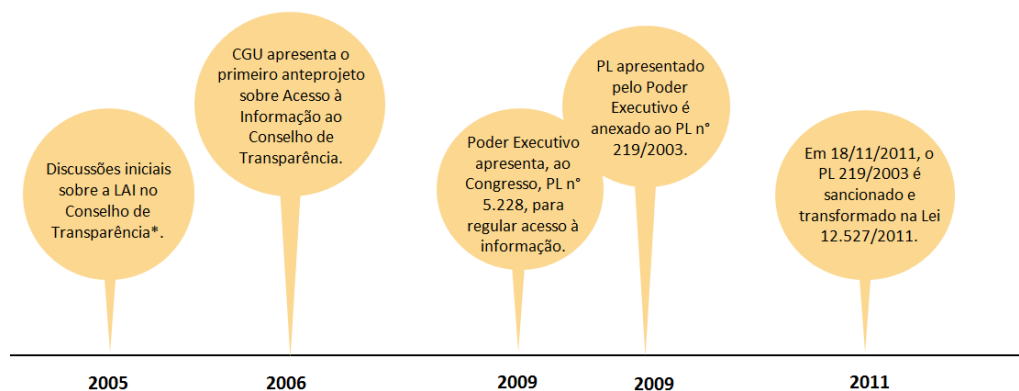 Discussões iniciais
sobre a LAI no
Conselho de
Transparência*.
CGU apresenta o
primeiro anteprojeto
sobre Acesso à
Informação ao
Conselho de
Transparência.
Poder Executivo
apresenta, ao
Congresso, PL n°
5.228, para
regular acesso à
informação.
PL apresentado
pelo Poder
Executivo é
anexado ao PL n°
219/2003.
Em 18/11/2011, o
PL 219/2003 é
sancionado e
transformado na Lei
12.527/2011.
2005
2006
2009
2009
2011